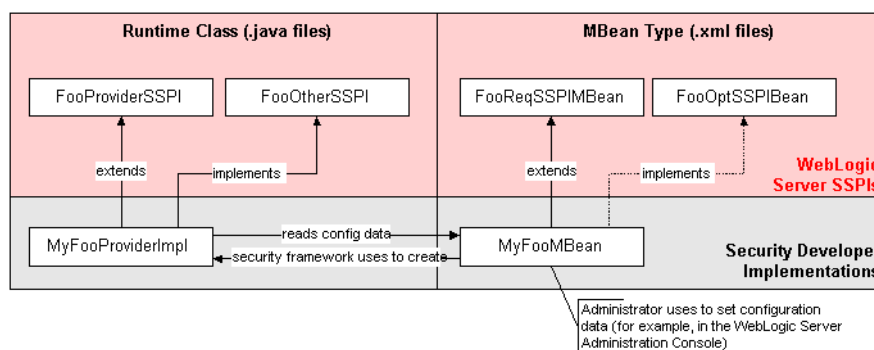 Runtime Class (.java files)
MBean Type (.xml files)
FooProviderSSPI
FooOtherSSPI
FooReqSSPIMBean
FooOptSSPIBean
extends
implements
extends
implements
WebLogic
Server SSPIs
MyFooProviderImpl
reads config data
security framework uses to create
MyFooMBean
Security Develope
Implementations
Administrator uses to set configuration
data (for example, in the WebLogic Server
Administration Console)